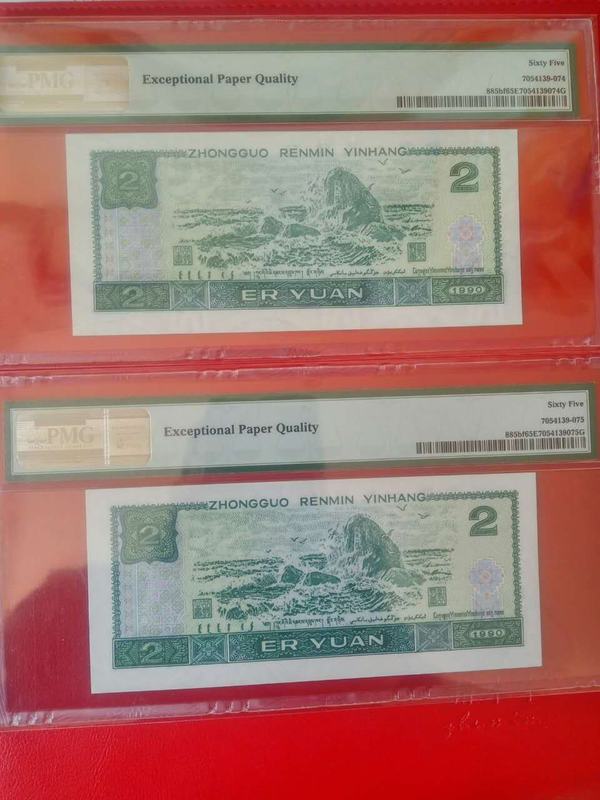 PMG
Exceptional Paper Quality
Sixty Five
7054139-074
885bf65E7054139074G
ZHONGGUO RENMIN YINHANG
2
2
2
ER YUAN
1990
PMG
Exceptional Paper Quality
Sixty Five
7054139-075
885bf65E7054139075G
ZHONGGUO RENMIN YINHANG
2
2
2
ER YUAN
1990